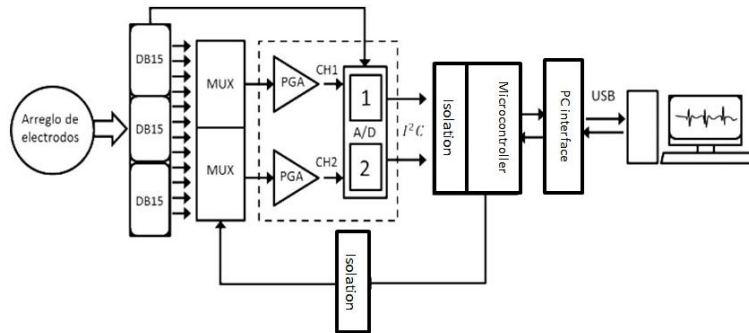 Arreglo de
electrodos
DB15
DB15
DB15
MUX
MUX
PGA
PGA
CH1
CH2
1
A/D
2
I²C
Isolation
Microcontroller
PC interface
USB
Isolation